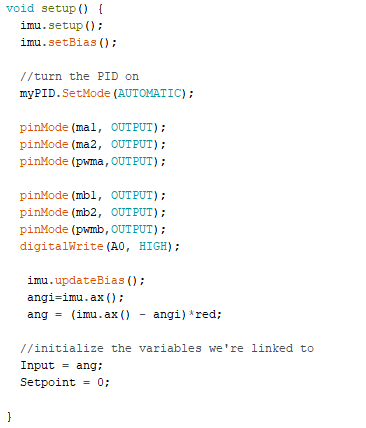 void setup() {
imu.setup();
imu.setBias();
//turn the PID on
myPID.SetMode(AUTOMATIC);
pinMode(ma1, OUTPUT);
pinMode(ma2, OUTPUT);
pinMode(pwma,OUTPUT);
pinMode(mb1, OUTPUT);
pinMode(mb2, OUTPUT);
pinMode(pwmb,OUTPUT);
digitalWrite(A0, HIGH);
imu.updateBias();
angi=imu.ax();
ang = (imu.ax() - angi)*red;
//initialize the variables we're linked to
Input = ang;
Setpoint = 0;
}